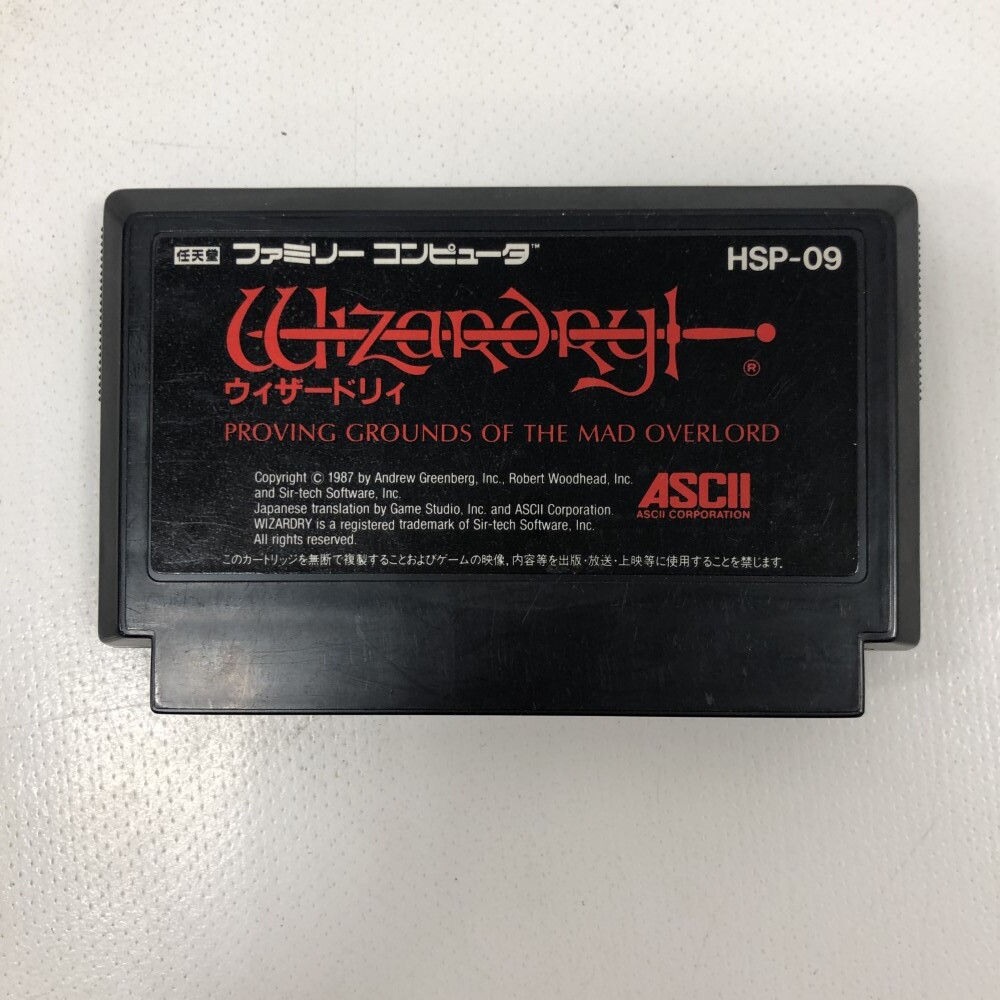 任天堂 ファミリー コンピュータ™ HSP-09
Wizardry®
ウィザードリィ
PROVING GROUNDS OF THE MAD OVERLORD
Copyright © 1987 by Andrew Greenberg, Inc., Robert Woodhead, Inc.
and Sir-tech Software, Inc.
Japanese translation by Game Studio, Inc. and ASCII Corporation.
WIZARDRY is a registered trademark of Sir-tech Software, Inc.
All rights reserved.
ASCII
ASCII CORPORATION
このカートリッジを無断で複製することおよびゲームの映像, 内容等を出版・放送・上映等に使用することを禁じます.